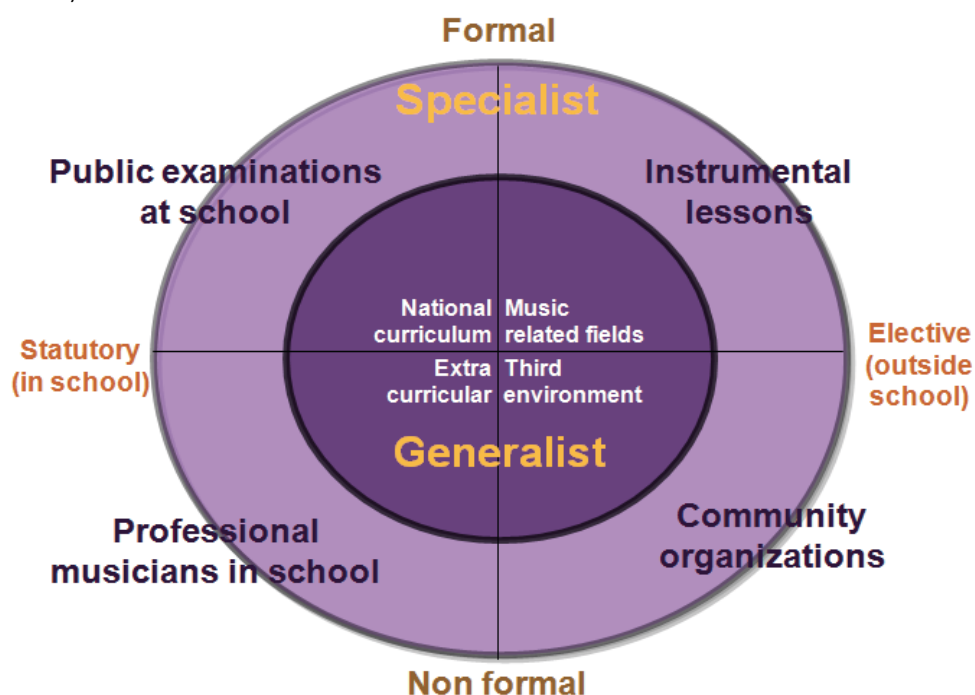 Formal
Specialist
Public examinations
at school
Instrumental
lessons
National
curriculum
Music
related fields
Statutory
(in school)
Elective
(outside
school)
Extra
curricular
Third
environment
Generalist
Professional
musicians in school
Community
organizations
Non formal